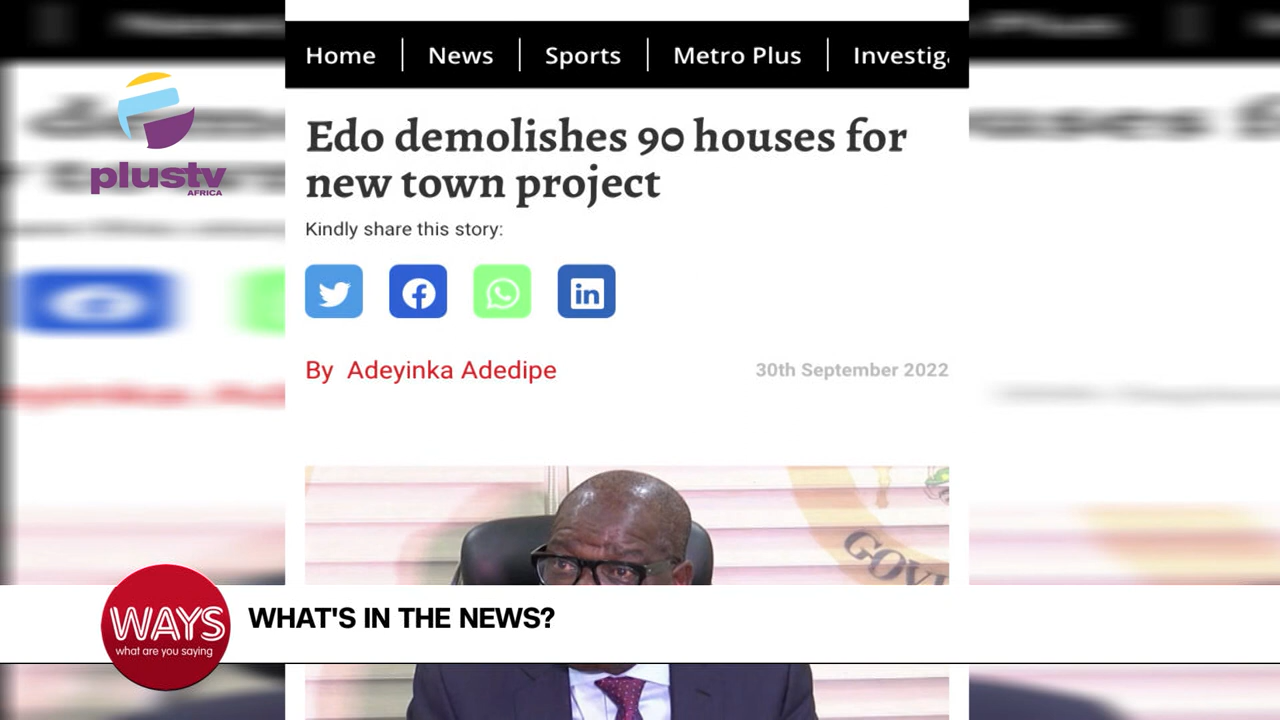 Home
News
Sports
Metro Plus
Investig
Edo demolishes 90 houses for
new town project
Kindly share this story:
By Adeyinka Adedipe
30th September 2022
plustv
AFRICA
GOV
WAYS
what are you saying
WHAT'S IN THE NEWS?